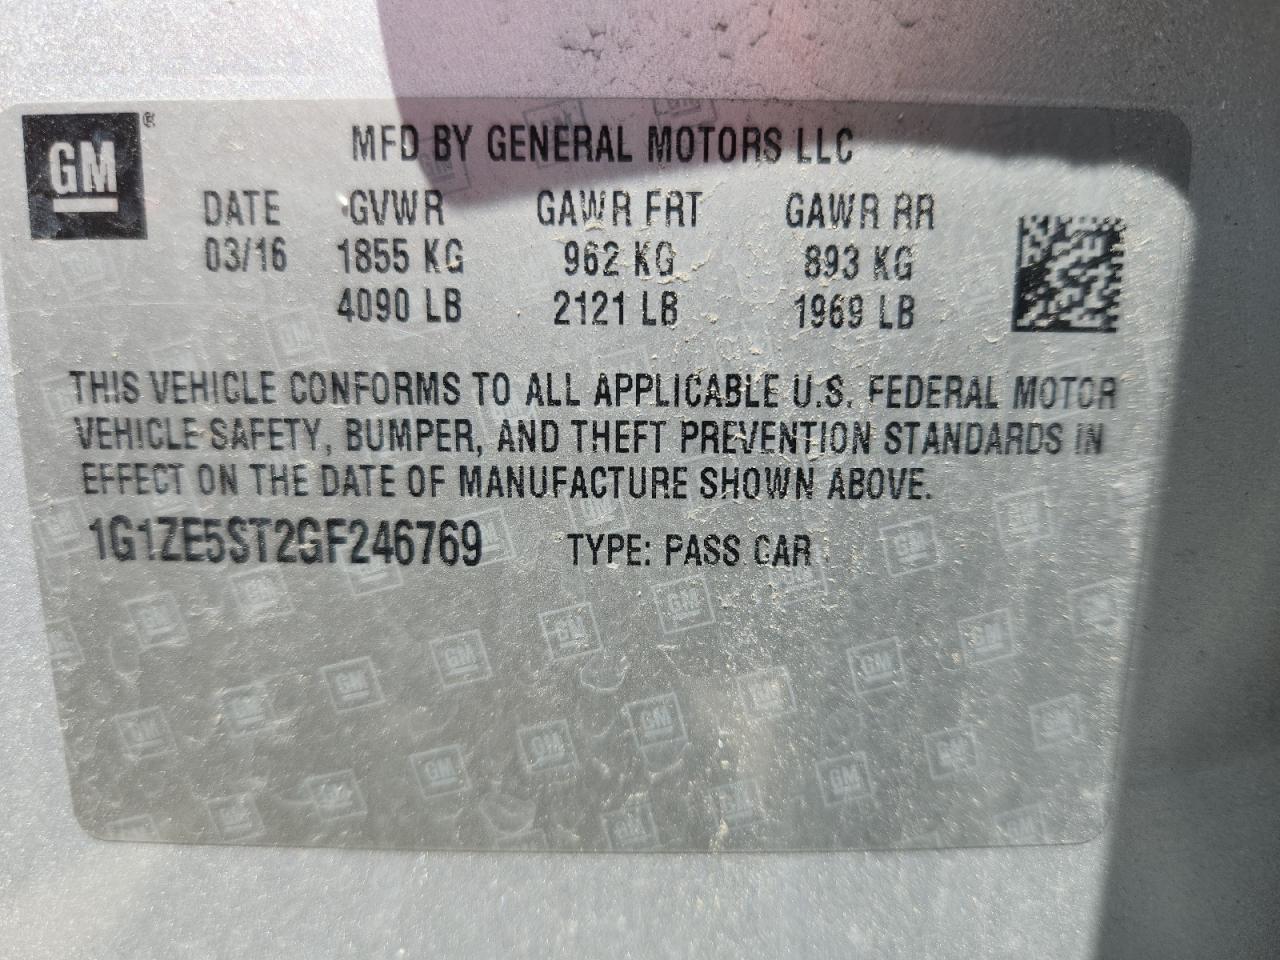 GM®
MFD BY GENERAL MOTORS LLC
DATE GVWR GAWR FRT GAWR RR
03/16 1855 KG 962 KG 893 KG
4090 LB 2121 LB 1969 LB
THIS VEHICLE CONFORMS TO ALL APPLICABLE U.S. FEDERAL MOTOR
VEHICLE SAFETY, BUMPER, AND THEFT PREVENTION STANDARDS IN
EFFECT ON THE DATE OF MANUFACTURE SHOWN ABOVE.
1G1ZE5ST2GF246769 TYPE: PASS CAR